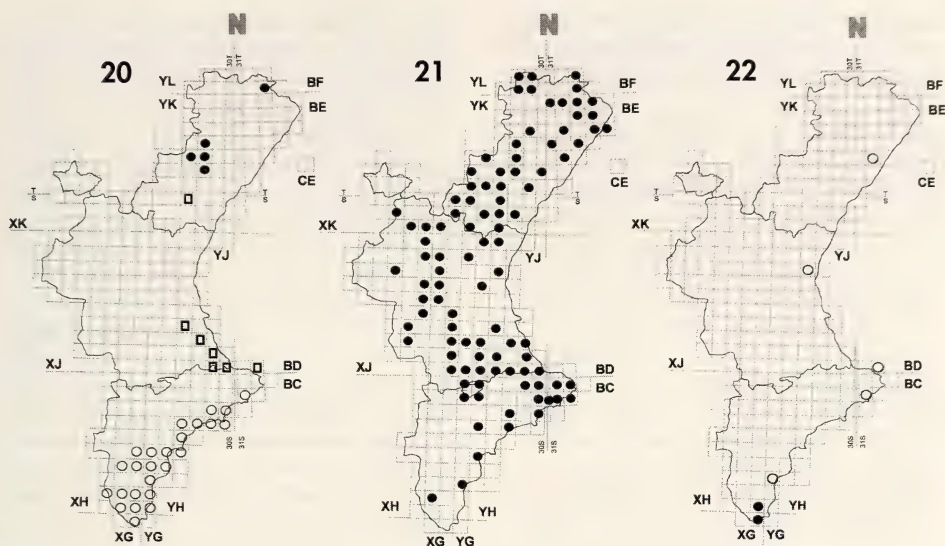 N
30T
31T
20
YL
BF
YK
BE
CE
T
S
T
S
XK
YJ
XJ
BD
BC
30S
31S
XH
YH
XG YG
N
30T
31T
21
YL
BF
YK
BE
CE
T
S
T
S
XK
YJ
XJ
BD
BC
30S
31S
XH
YH
XG YG
N
30T
31T
22
YL
BF
YK
BE
CE
T
S
T
S
XK
YJ
XJ
BD
BC
30S
31S
XH
YH
XG YG